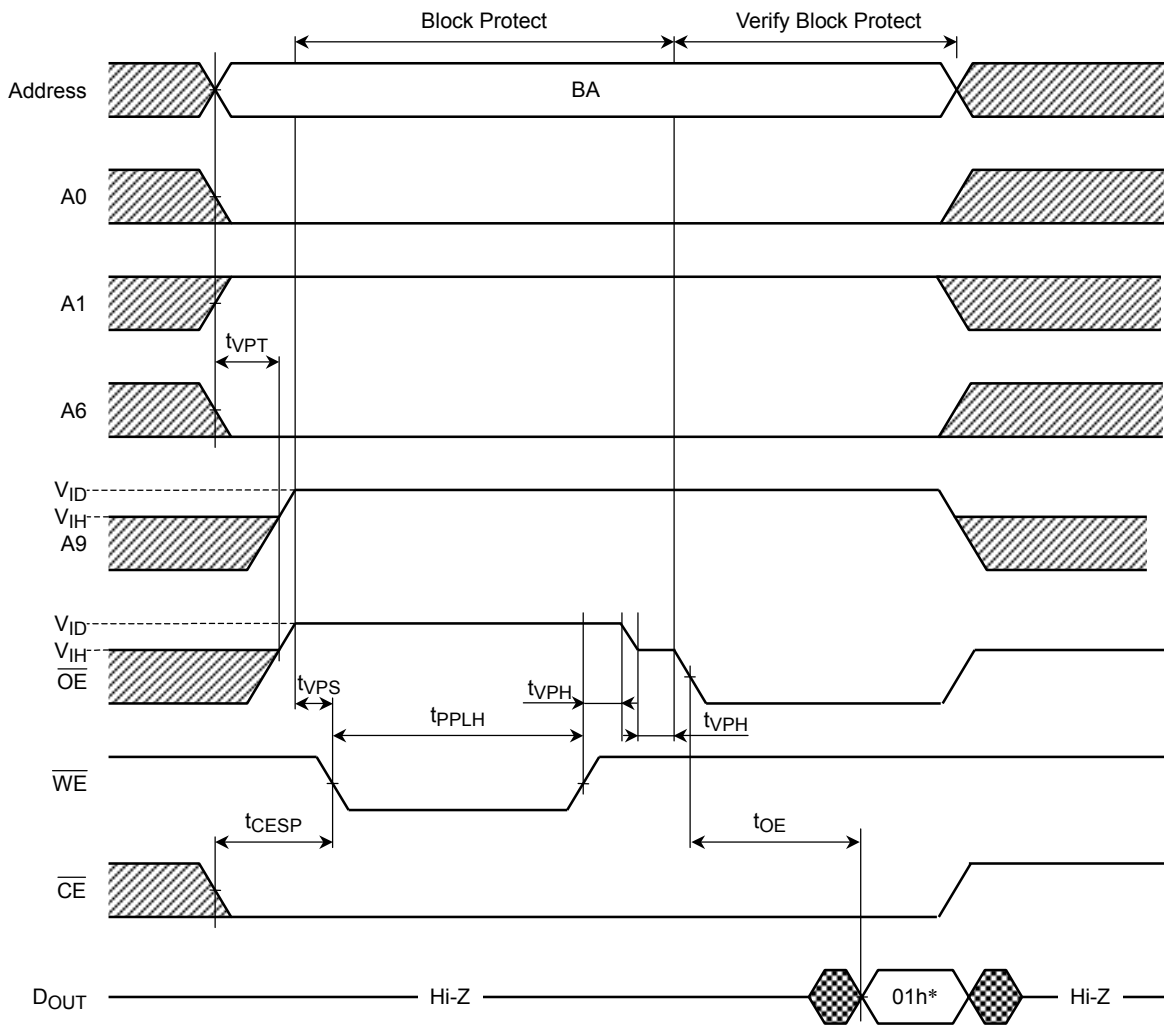 Block Protect Verify Block Protect
Address BA
A0
A1
tVPT
A6
VID
VIH
A9
VID
VIH
OE
tVPS tVPH
tPPLH tVPH
WE
tCESP tOE
CE
DOUT Hi-Z 01h* Hi-Z